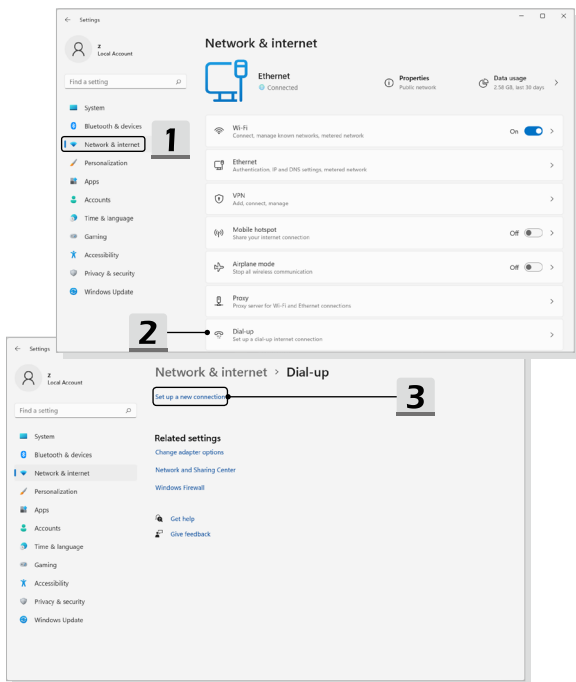 Settings
z
Local Account
Find a setting
System
Bluetooth & devices
Network & internet
Personalization
Apps
Accounts
Time & language
Gaming
Accessibility
Privacy & security
Windows Update
1
Network & internet
Ethernet
Connected
Properties
Public network
Data usage
2.58 GB, last 30 days
Wi-Fi
Connect, manage known networks, metered network
On
Ethernet
Authentication, IP and DNS settings, metered network
VPN
Add, connect, manage
Mobile hotspot
Share your internet connection
Off
Airplane mode
Stop all wireless communication
Off
Proxy
Proxy server for Wi-Fi and Ethernet connections
2
Dial-up
Set up a dial-up internet connection
Settings
z
Local Account
Find a setting
System
Bluetooth & devices
Network & internet
Personalization
Apps
Accounts
Time & language
Gaming
Accessibility
Privacy & security
Windows Update
Network & internet > Dial-up
Set up a new connection
3
Related settings
Change adapter options
Network and Sharing Center
Windows Firewall
Get help
Give feedback